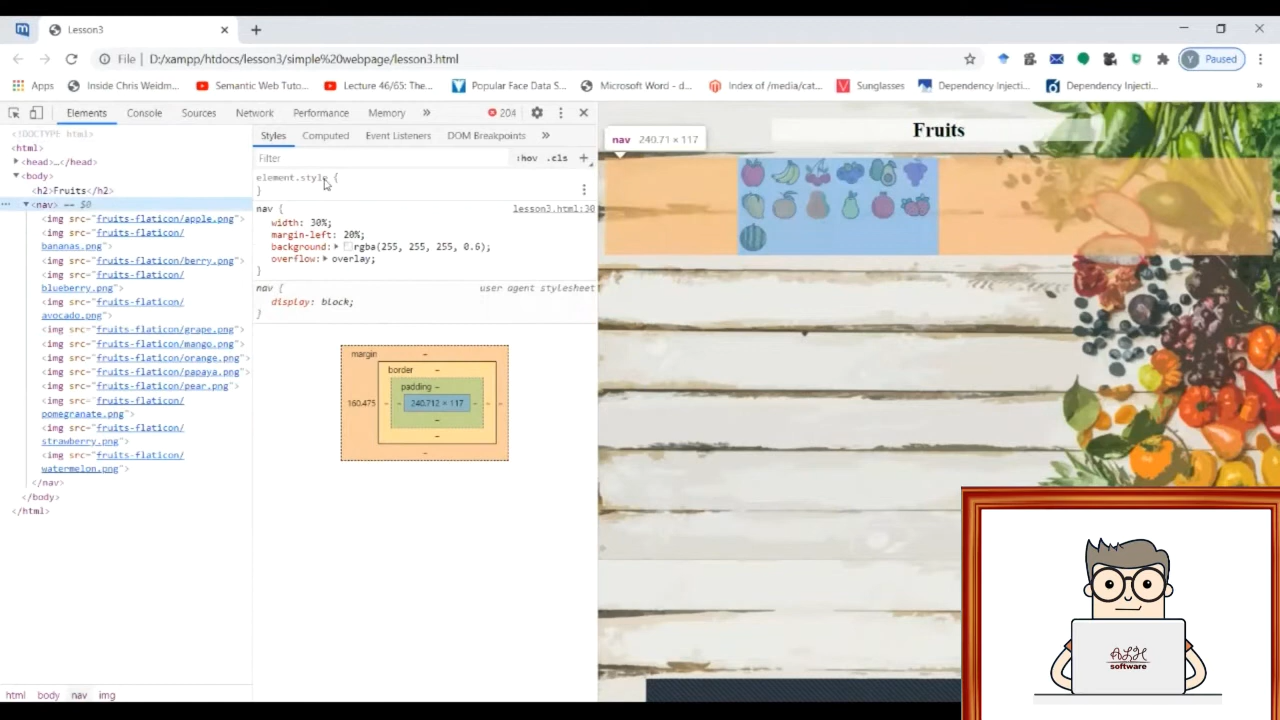 Lesson3
File D:/xampp/htdocs/lesson3/simple%20webpage/lesson3.html
Y Paused
Apps Inside Chris Weidm... Semantic Web Tuto... Lecture 46/65: The... Popular Face Data S... Microsoft Word - d... Index of /media/cat... Sunglasses Dependency Injecti... Dependency Injecti... »
Elements Console Sources Network Performance Memory » 204
Styles Computed Event Listeners DOM Breakpoints »
Filter :hov .cls +
<!DOCTYPE html>
<html>
<head>…</head>
<body>
<h2>Fruits</h2>
<nav> == $0
<img src="fruits-flaticon/apple.png">
<img src="fruits-flaticon/
bananas.png">
<img src="fruits-flaticon/berry.png">
<img src="fruits-flaticon/
blueberry.png">
<img src="fruits-flaticon/
avocado.png">
<img src="fruits-flaticon/grape.png">
<img src="fruits-flaticon/mango.png">
<img src="fruits-flaticon/orange.png">
<img src="fruits-flaticon/papaya.png">
<img src="fruits-flaticon/pear.png">
<img src="fruits-flaticon/
pomegranate.png">
<img src="fruits-flaticon/
strawberry.png">
<img src="fruits-flaticon/
watermelon.png">
</nav>
</body>
</html>
html body nav img
element.style {
}
nav { lesson3.html:30
width: 30%;
margin-left: 20%;
background: rgba(255, 255, 255, 0.6);
overflow: overlay;
}
nav { user agent stylesheet
display: block;
}
margin –
border –
padding –
160.475 – – 240.712 × 117 – – –
–
–
–
Fruits
nav 240.71 × 117
ALH
software